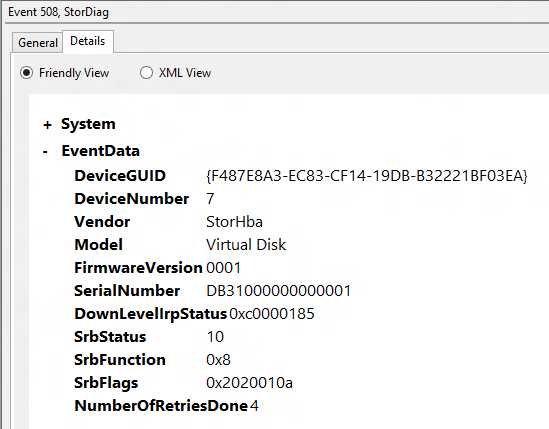 Event 508, StorDiag
General Details
Friendly View XML View
+ System
- EventData
DeviceGUID {F487E8A3-EC83-CF14-19DB-B32221BF03EA}
DeviceNumber 7
Vendor StorHba
Model Virtual Disk
FirmwareVersion 0001
SerialNumber DB31000000000001
DownLevelIrpStatus 0xc0000185
SrbStatus 10
SrbFunction 0x8
SrbFlags 0x2020010a
NumberOfRetriesDone 4